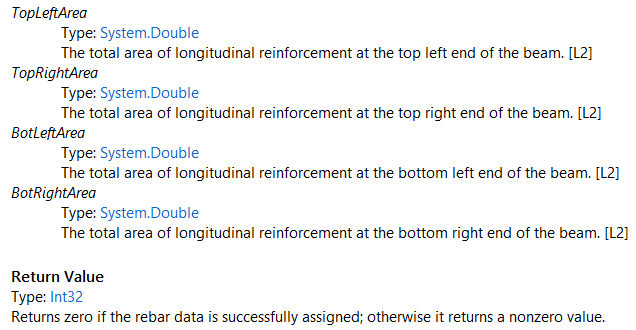 TopLeftArea
Type: System.Double
The total area of longitudinal reinforcement at the top left end of the beam. [L2]
TopRightArea
Type: System.Double
The total area of longitudinal reinforcement at the top right end of the beam. [L2]
BotLeftArea
Type: System.Double
The total area of longitudinal reinforcement at the bottom left end of the beam. [L2]
BotRightArea
Type: System.Double
The total area of longitudinal reinforcement at the bottom right end of the beam. [L2]
Return Value
Type: Int32
Returns zero if the rebar data is successfully assigned; otherwise it returns a nonzero value.